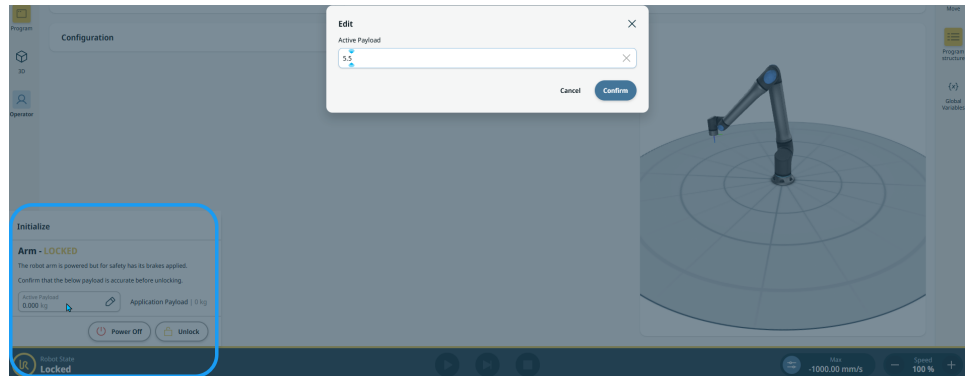 Program
3D
Operator
Configuration
Edit
Active Payload
5.5
Cancel
Confirm
Move
Program
structure
{x}
Global
Variables
Initialize
Arm - LOCKED
The robot arm is powered but for safety has its brakes applied.
Confirm that the below payload is accurate before unlocking.
Active Payload
0.000 kg
Application Payload | 0 kg
Power Off
Unlock
UR
Robot State
Locked
Max
-1000.00 mm/s
Speed
100 %